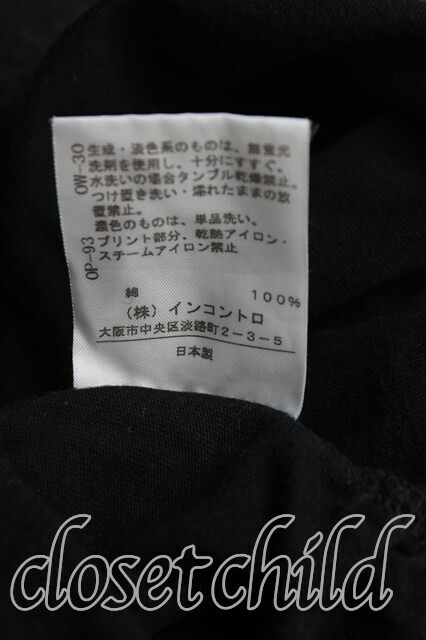 OW-30
生成・淡色系のものは、無蛍光
洗剤を使用し、十分にすすぐ。
水洗いの場合タンブル乾燥禁止。
つけ置き洗い・濡れたままの放
置禁止。
濃色のものは、単品洗い。
OP-93
プリント部分、乾熱アイロン・
スチームアイロン禁止
綿 100%
(株) インコントロ
大阪市中央区淡路町2-3-5
日本製
closetchild